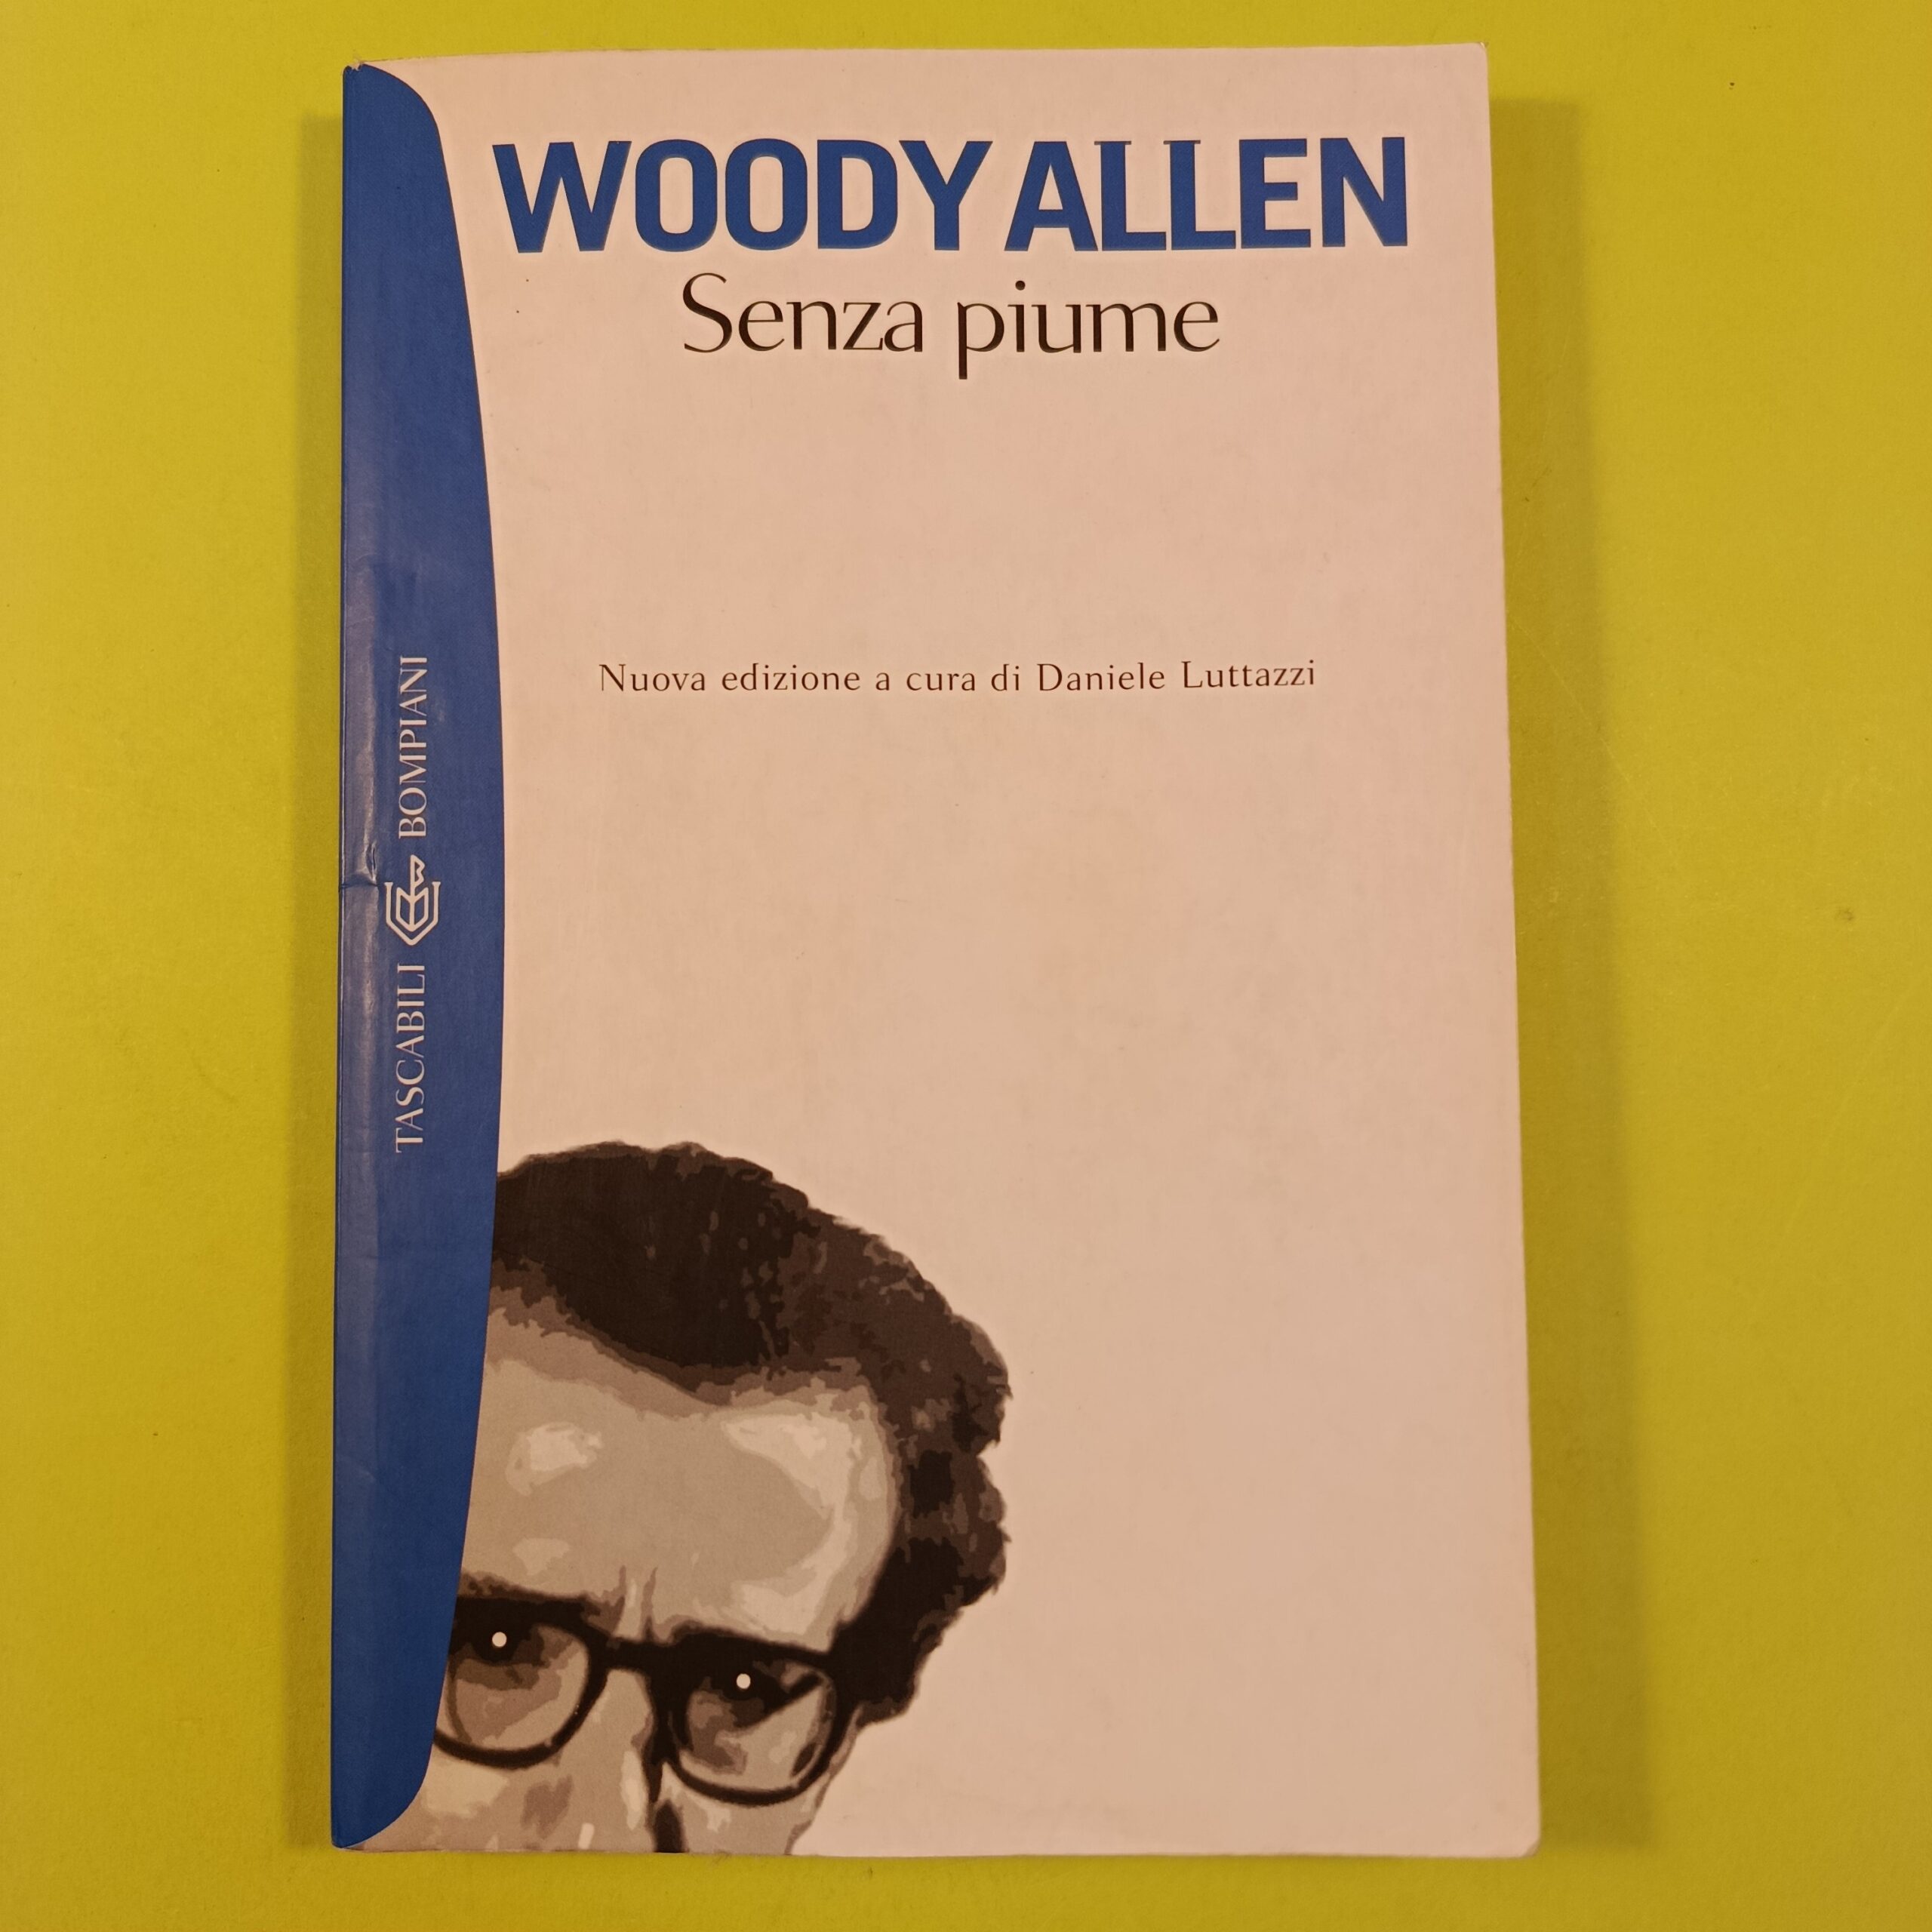 WOODY ALLEN
Senza piume
Nuova edizione a cura di Daniele Luttazzi
TASCABILI BOMPIANI